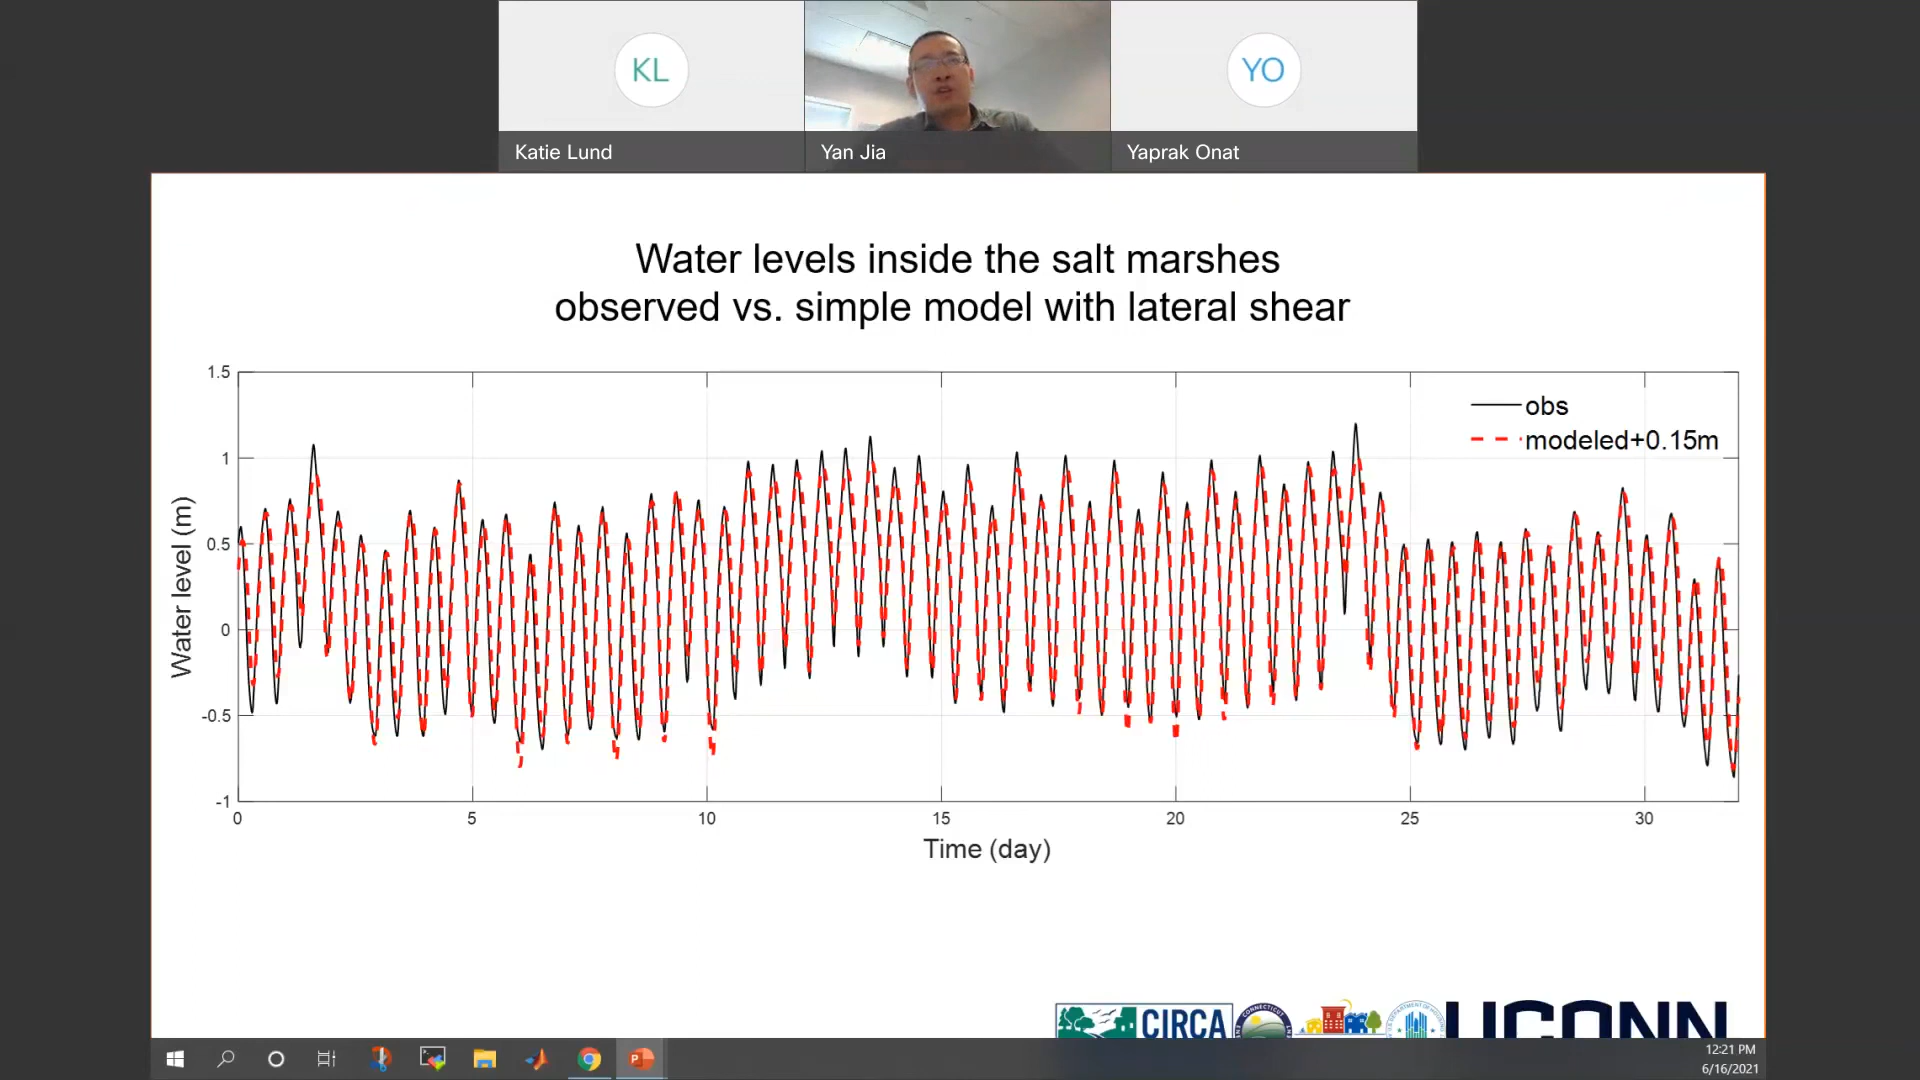 KL
YO
Katie Lund
Yan Jia
Yaprak Onat
Water levels inside the salt marshes
observed vs. simple model with lateral shear
1.5
1
0.5
0
-0.5
-1
Water level (m)
obs
modeled+0.15m
0
5
10
15
20
25
30
Time (day)
CIRCA
CONNECTICUT
UCONN
12:21 PM
6/16/2021